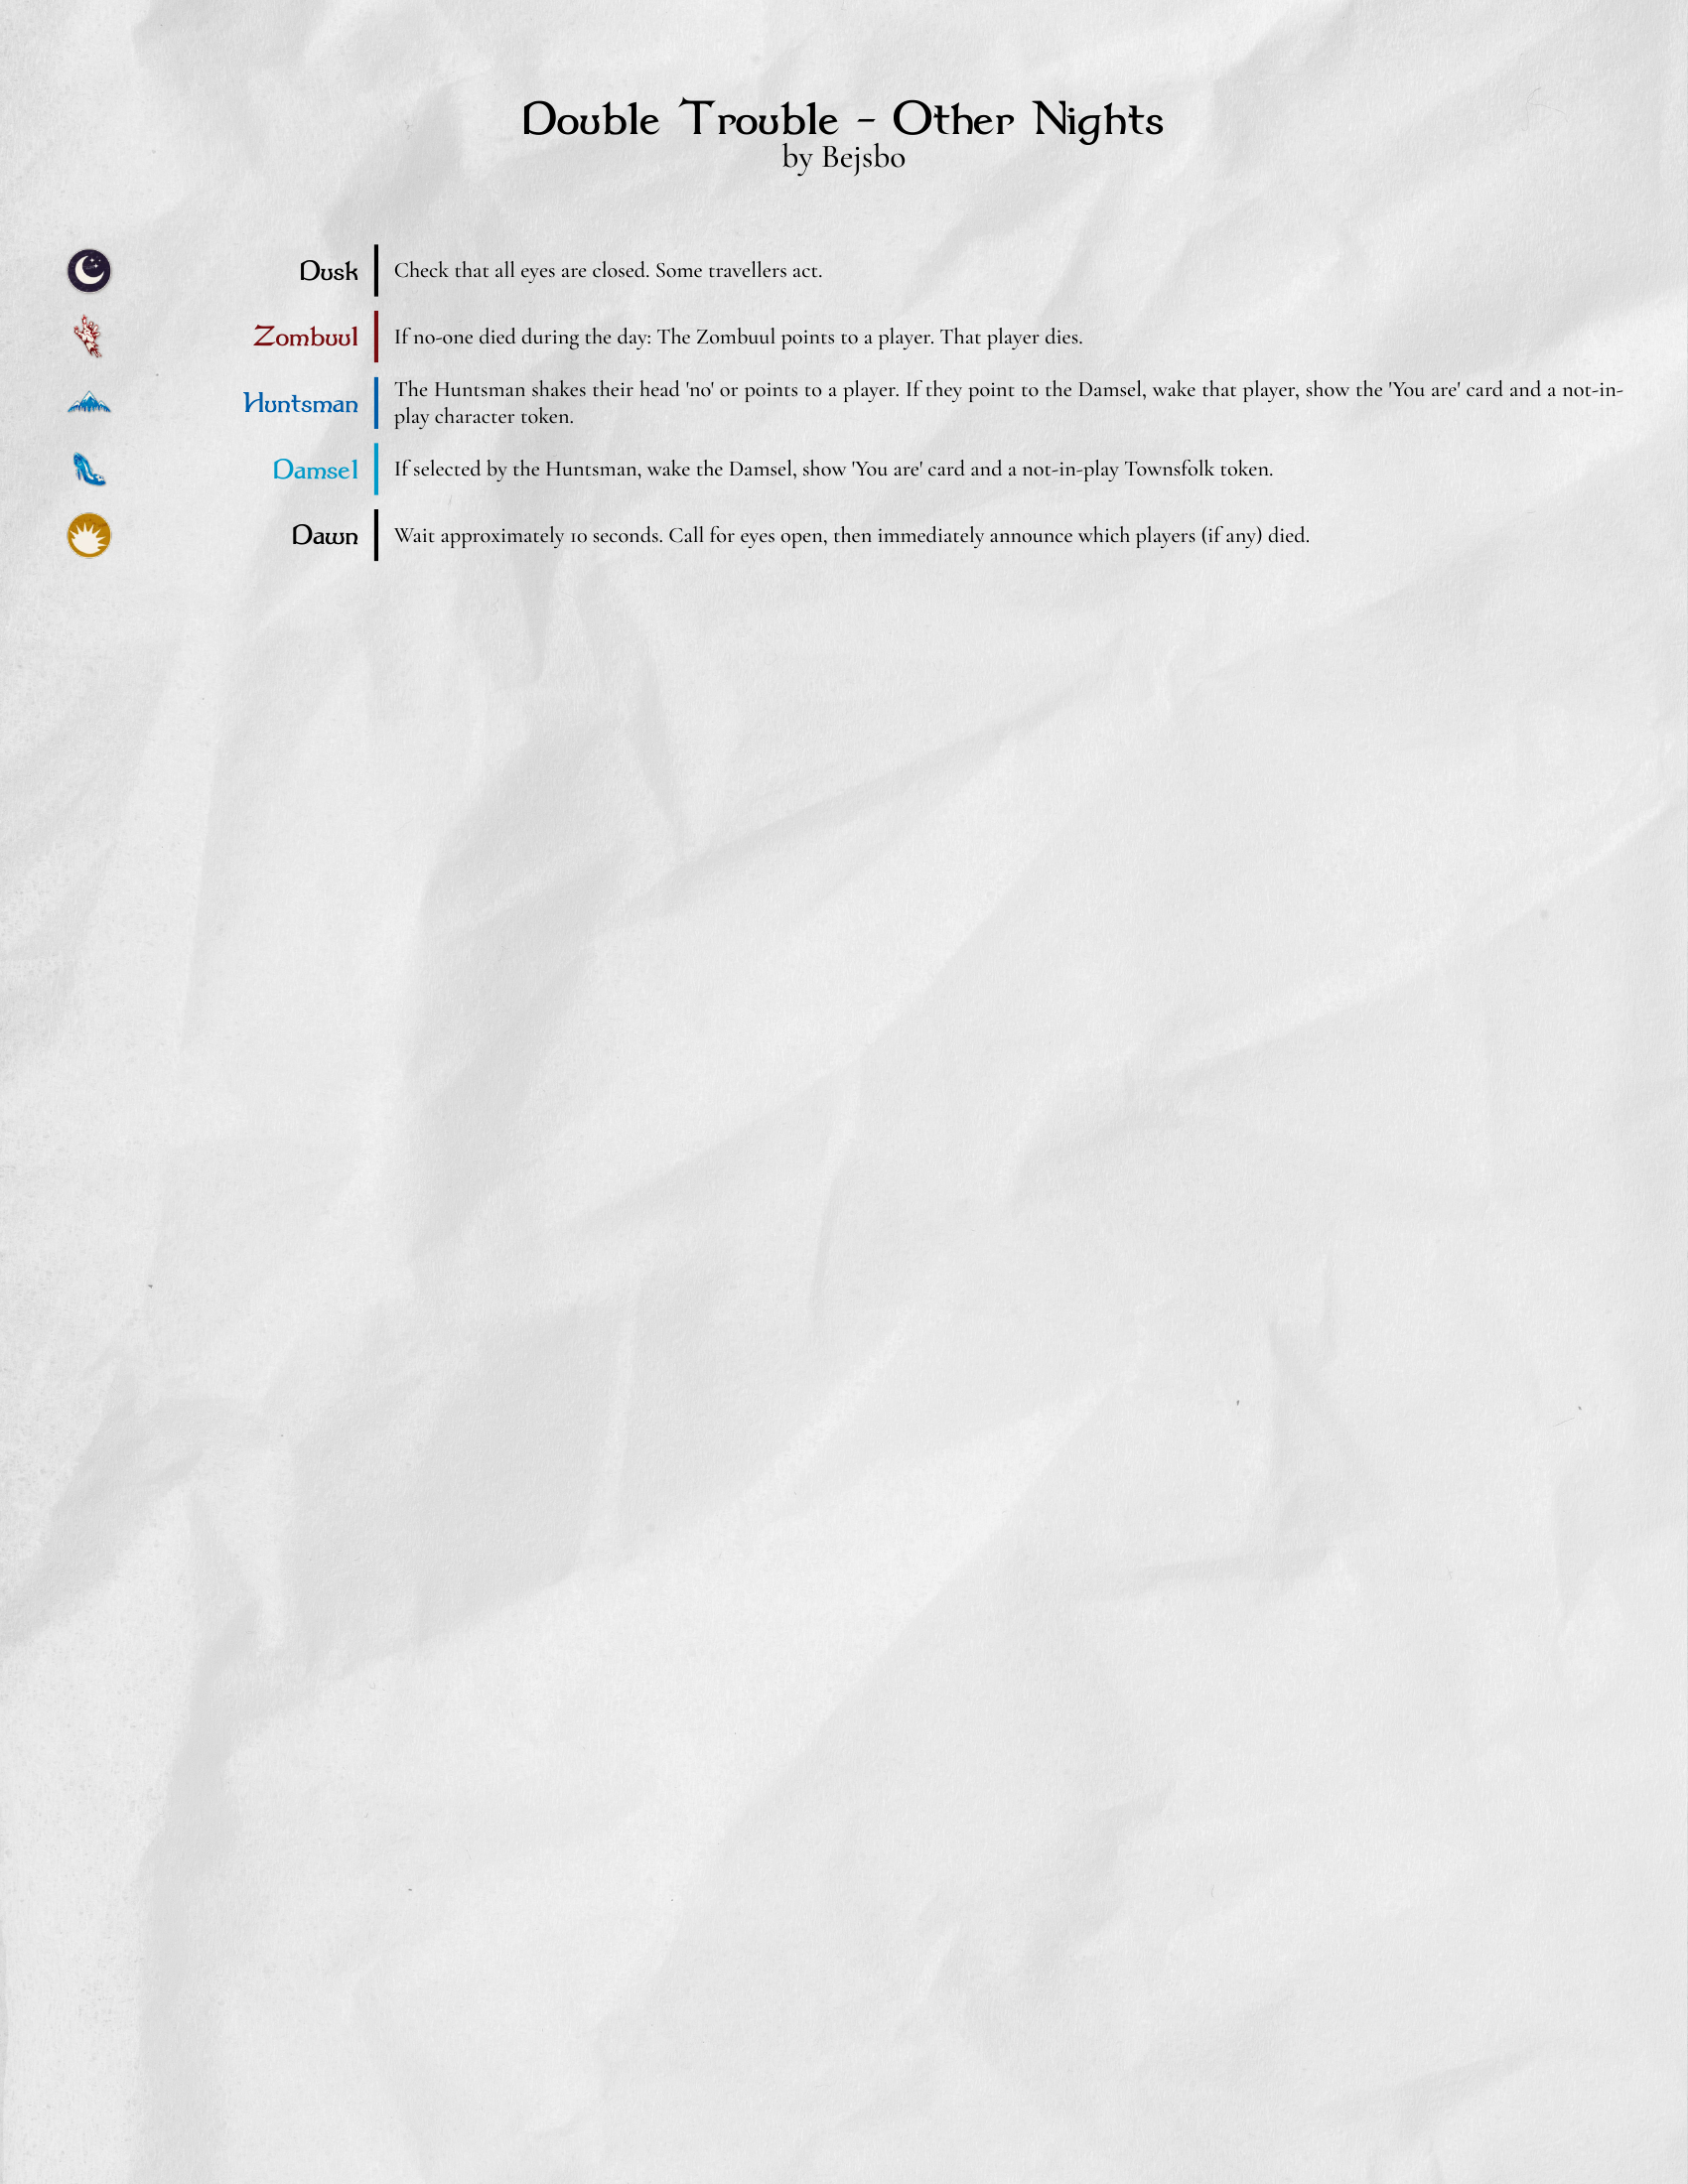 Double Trouble - Other Nights
by Bejsbo
Dusk
Check that all eyes are closed. Some travellers act.
Zombuul
If no-one died during the day: The Zombuul points to a player. That player dies.
Huntsman
The Huntsman shakes their head 'no' or points to a player. If they point to the Damsel, wake that player, show the 'You are' card and a not-in-
play character token.
Damsel
If selected by the Huntsman, wake the Damsel, show 'You are' card and a not-in-play Townsfolk token.
Dawn
Wait approximately 10 seconds. Call for eyes open, then immediately announce which players (if any) died.